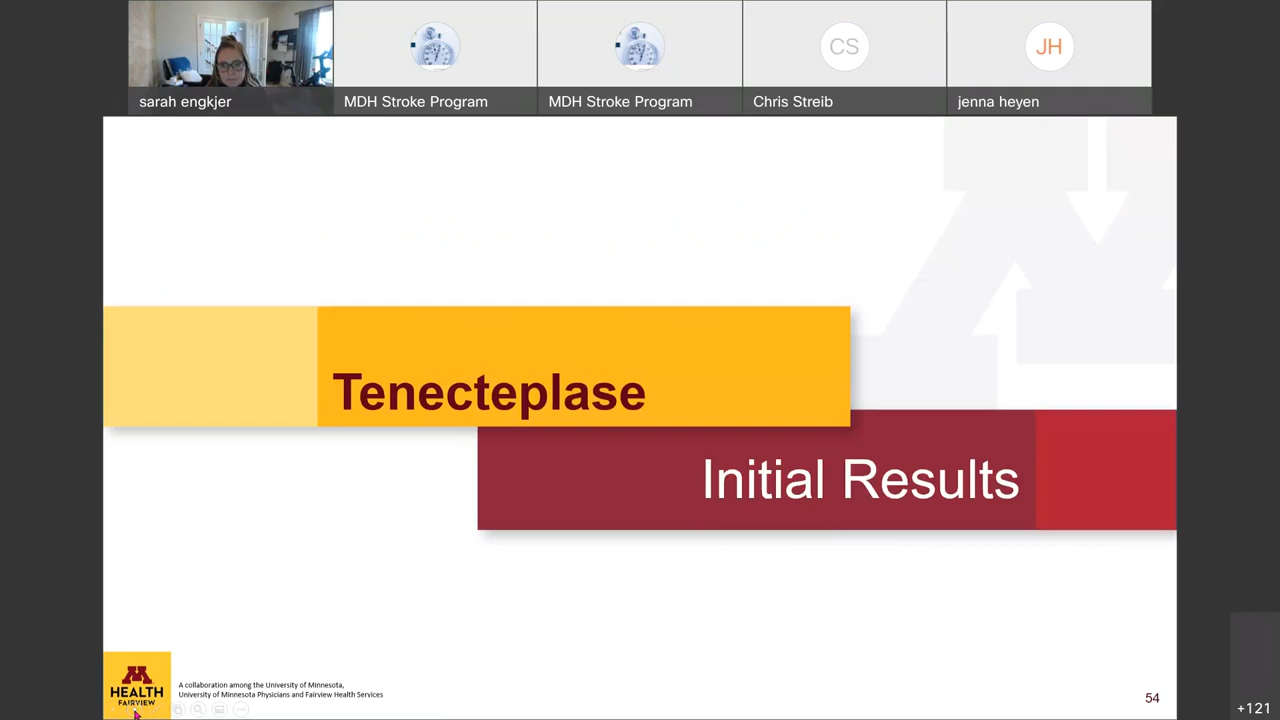 sarah engkjer
MDH Stroke Program
MDH Stroke Program
CS
Chris Streib
JH
jenna heyen
Tenecteplase
Initial Results
M
HEALTH
FAIRVIEW
A collaboration among the University of Minnesota,
University of Minnesota Physicians and Fairview Health Services
54
+121